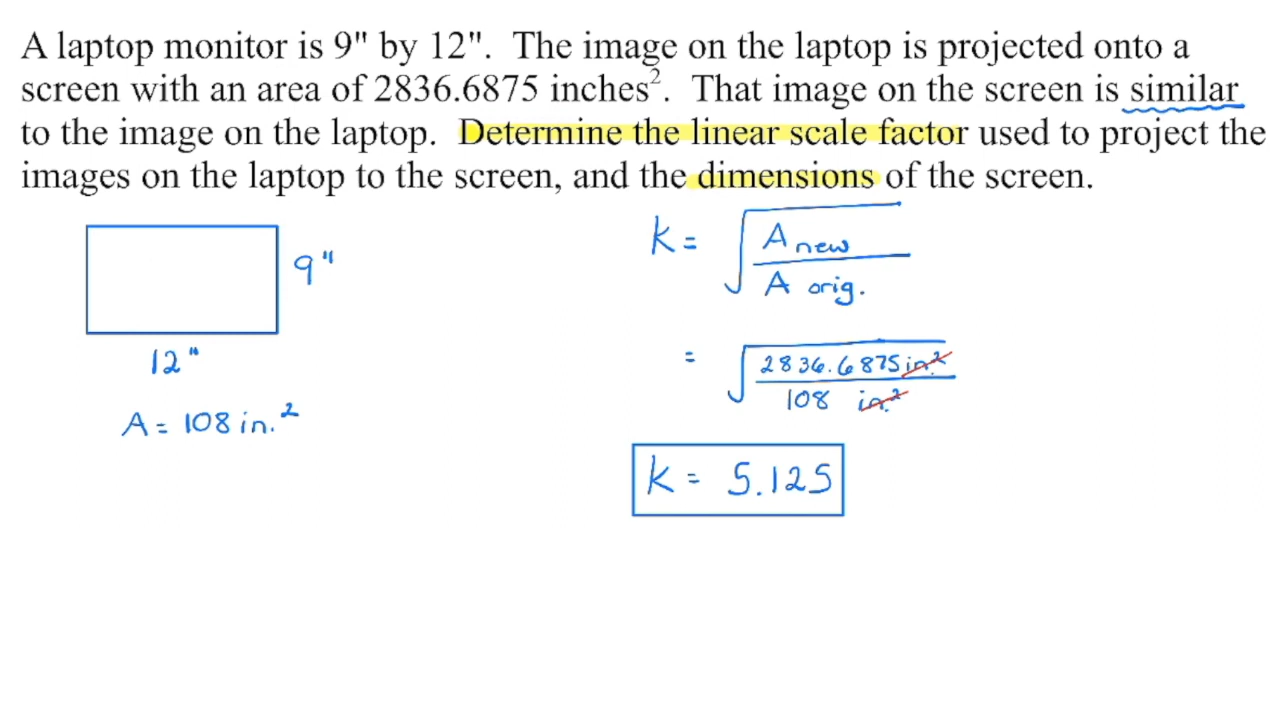 A laptop monitor is 9" by 12". The image on the laptop is projected onto a
screen with an area of 2836.6875 inches². That image on the screen is similar
to the image on the laptop. Determine the linear scale factor used to project the
images on the laptop to the screen, and the dimensions of the screen.
9"
12"
A = 108 in.²
K = √(A new / A orig.)
= √(2836.6875 in.² / 108 in.²)
K = 5.125